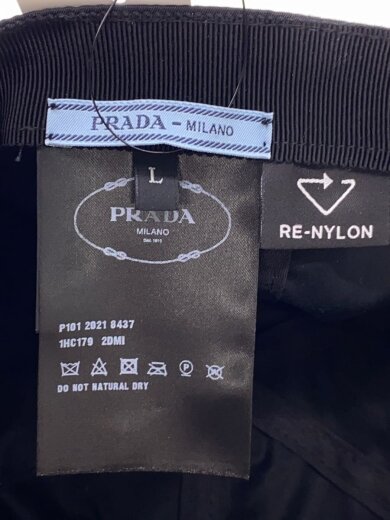 PRADA - MILANO
L
PRADA
MILANO
DAL 1913
RE-NYLON
P101 2021 8437
1HC179 2DMI
P
DO NOT NATURAL DRY